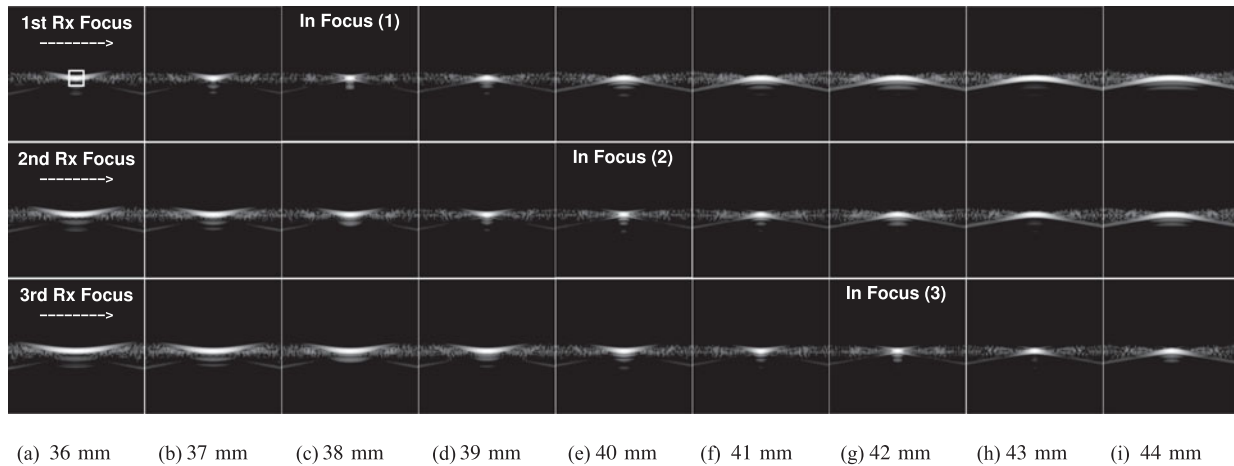 1st Rx Focus
-------->
In Focus (1)
2nd Rx Focus
-------->
In Focus (2)
3rd Rx Focus
-------->
In Focus (3)
(a) 36 mm (b) 37 mm (c) 38 mm (d) 39 mm (e) 40 mm (f) 41 mm (g) 42 mm (h) 43 mm (i) 44 mm